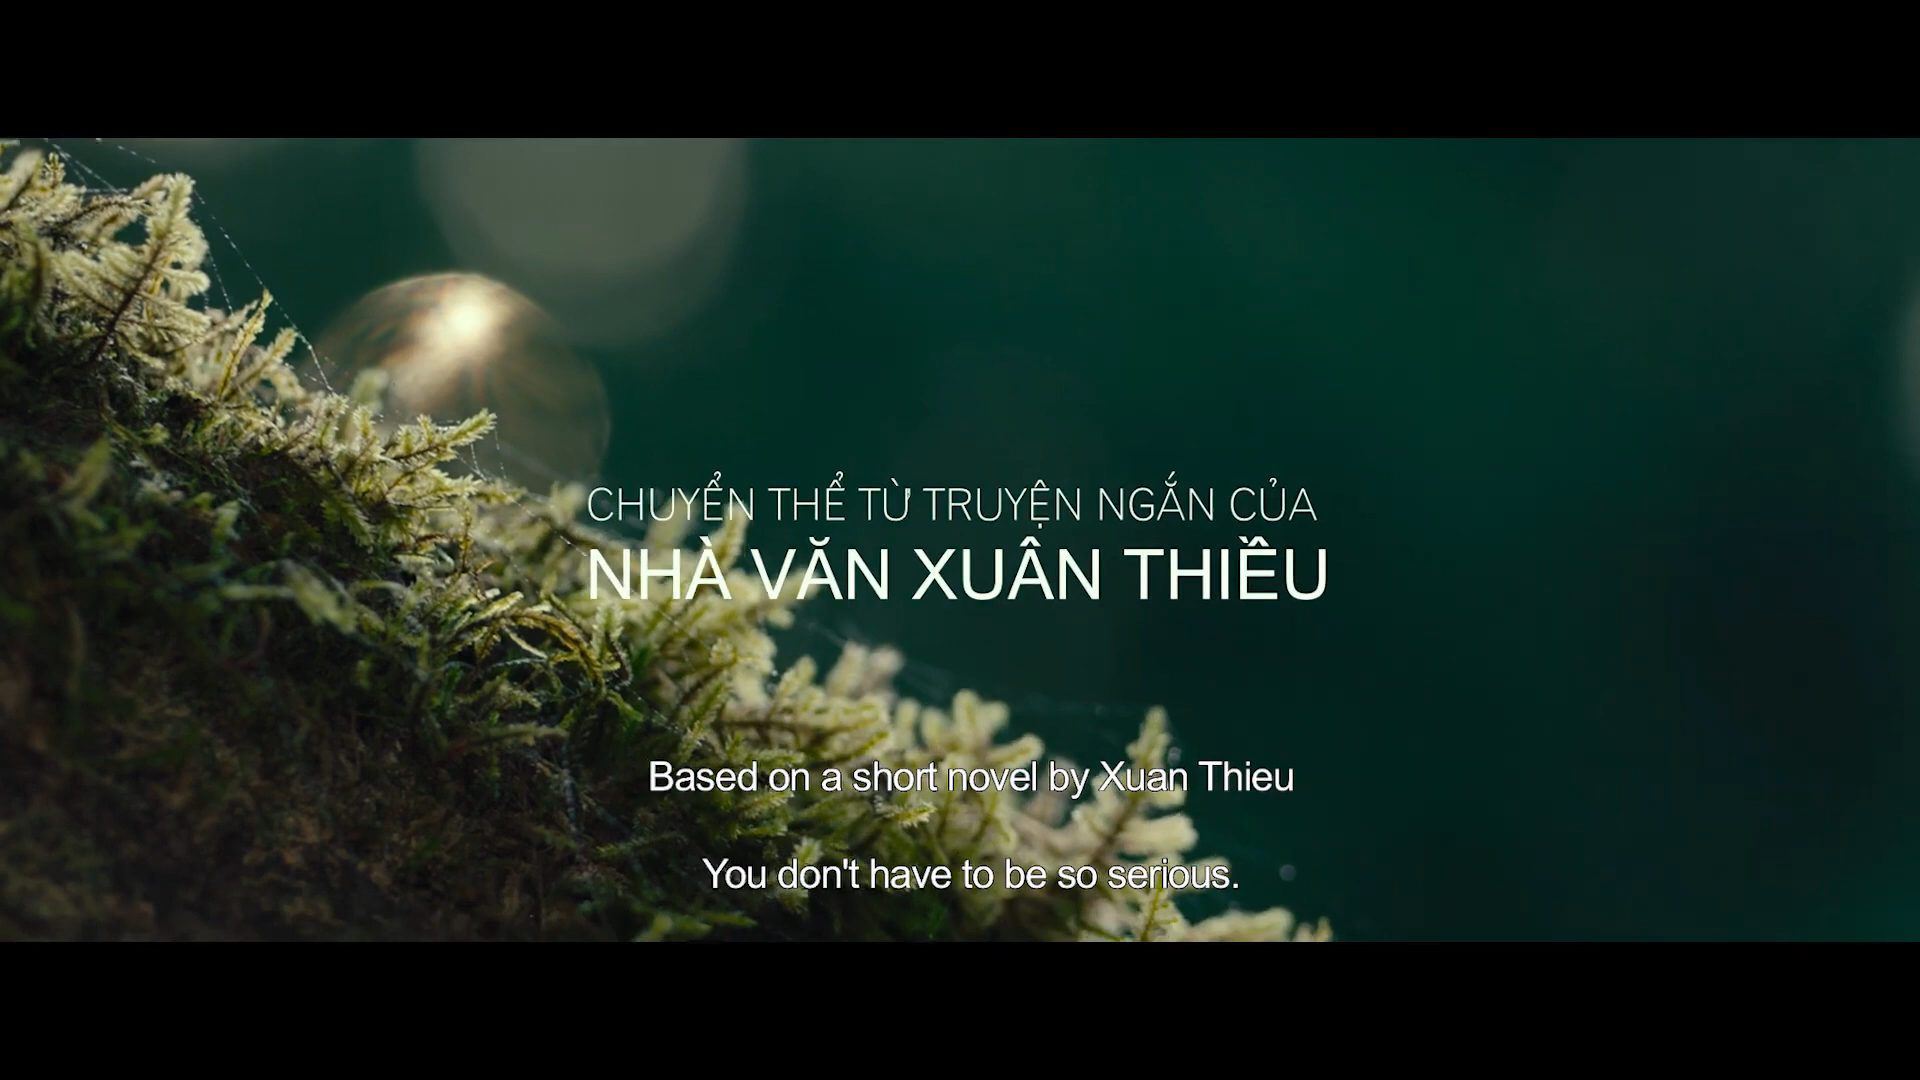 CHUYỂN THỂ TỪ TRUYỆN NGẮN CỦA
NHÀ VĂN XUÂN THIỀU
Based on a short novel by Xuan Thieu
You don't have to be so serious.